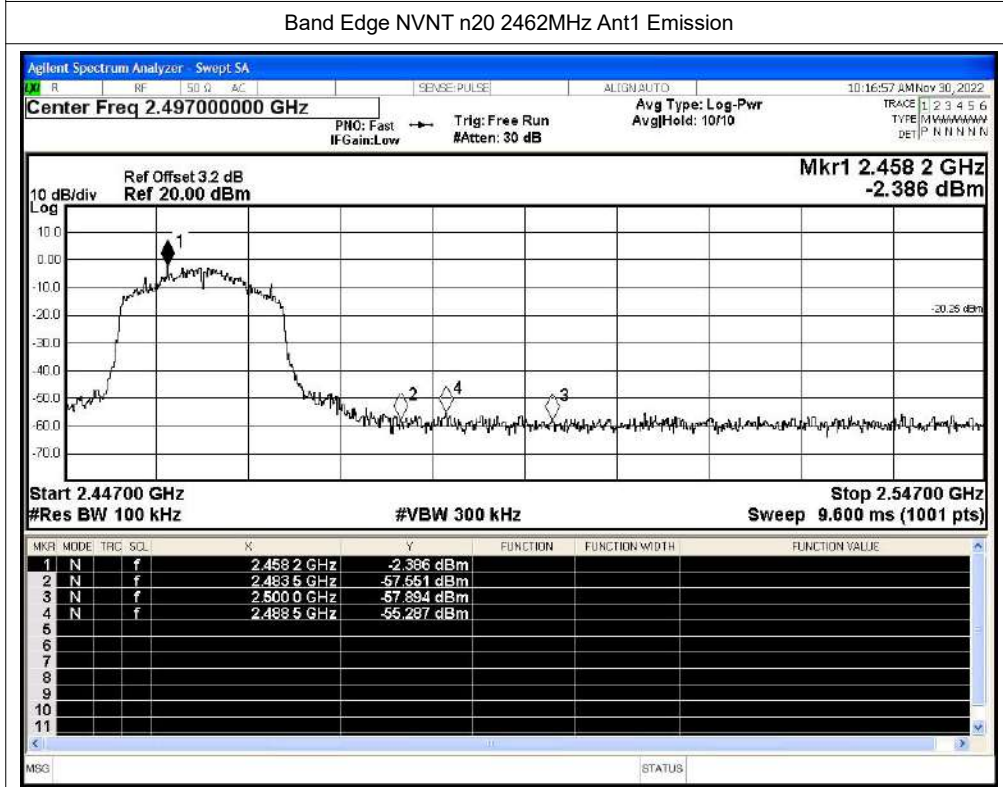 Band Edge NVNT n20 2462MHz Ant1 Emission
Agilent Spectrum Analyzer - Swept SA
LXI R RF 50 Ω AC SENSE:PULSE ALIGN AUTO 10:16:57 AM Nov 30, 2022
Center Freq 2.497000000 GHz Avg Type: Log-Pwr TRACE 1 2 3 4 5 6
PNO: Fast Trig: Free Run Avg|Hold: 10/10 TYPE M
IFGain:Low #Atten: 30 dB DET P N N N N N
Mkr1 2.458 2 GHz
Ref Offset 3.2 dB
10 dB/div Ref 20.00 dBm -2.386 dBm
Log
10.0
1
0.00
-10.0
-20.0
-20.25 dBm
-30.0
-40.0
-50.0
2 4 3
-60.0
-70.0
Start 2.44700 GHz Stop 2.54700 GHz
#Res BW 100 kHz #VBW 300 kHz Sweep 9.600 ms (1001 pts)
MKR MODE TRC SCL X Y FUNCTION FUNCTION WIDTH FUNCTION VALUE
1 N f 2.458 2 GHz -2.386 dBm
2 N f 2.483 5 GHz -57.551 dBm
3 N f 2.500 0 GHz -57.894 dBm
4 N f 2.488 5 GHz -55.287 dBm
5
6
7
8
9
10
11
MSG STATUS